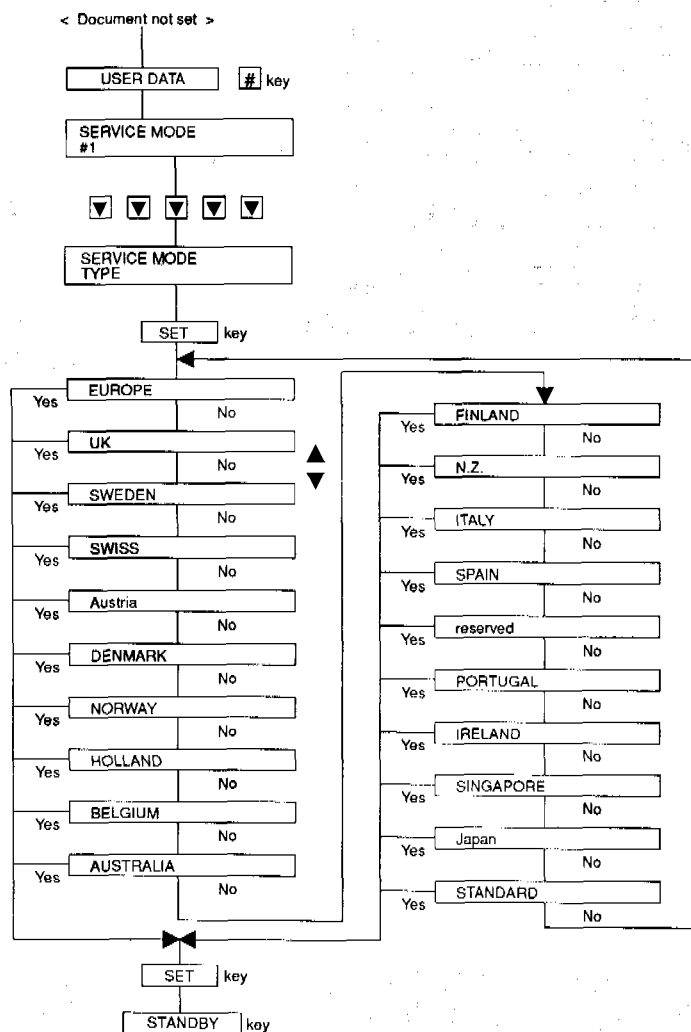 < Document not set >
USER DATA # key
SERVICE MODE
#1
▼ ▼ ▼ ▼ ▼
SERVICE MODE
TYPE
SET key
EUROPE
Yes
No
UK
Yes
No
▲
▼
SWEDEN
Yes
No
SWISS
Yes
No
Austria
Yes
No
DENMARK
Yes
No
NORWAY
Yes
No
HOLLAND
Yes
No
BELGIUM
Yes
No
AUSTRALIA
Yes
No
FINLAND
Yes
No
N.Z.
Yes
No
ITALY
Yes
No
SPAIN
Yes
No
reserved
Yes
No
PORTUGAL
Yes
No
IRELAND
Yes
No
SINGAPORE
Yes
No
Japan
Yes
No
STANDARD
Yes
No
SET key
STANDBY key